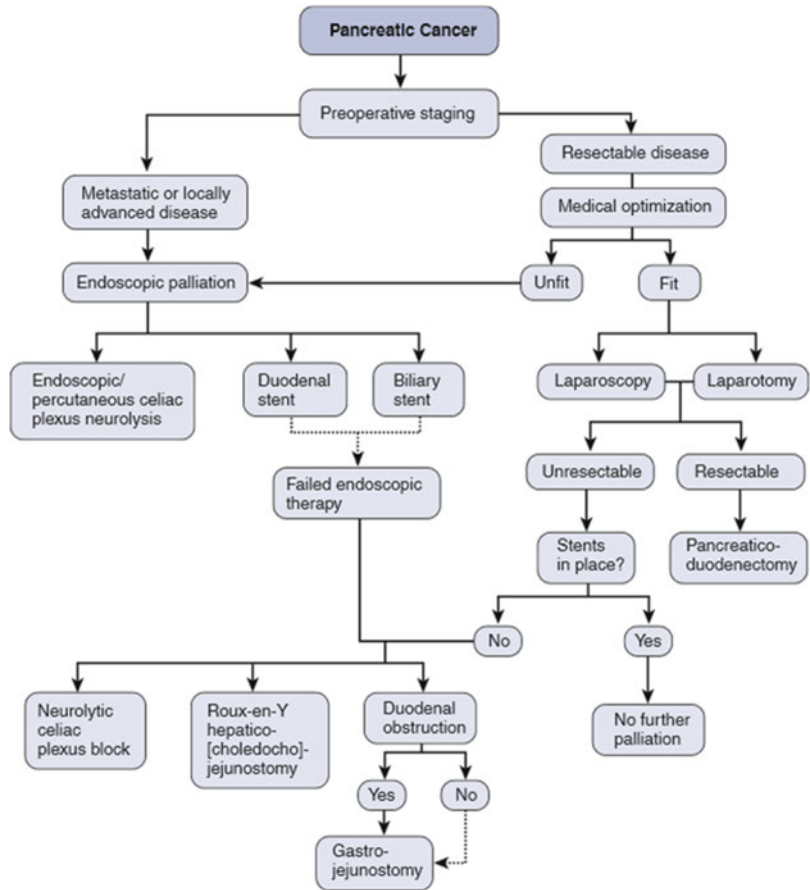 Pancreatic Cancer
Preoperative staging
Resectable disease
Metastatic or locally
advanced disease
Medical optimization
Endoscopic palliation
Unfit
Fit
Endoscopic/
percutaneous celiac
plexus neurolysis
Duodenal
stent
Biliary
stent
Laparoscopy
Laparotomy
Failed endoscopic
therapy
Unresectable
Resectable
Stents
in place?
Pancreatico-
duodenectomy
No
Yes
Neurolytic
celiac
plexus block
Roux-en-Y
hepatico-
[choledocho]-
jejunostomy
Duodenal
obstruction
No further
palliation
Yes
No
Gastro-
jejunostomy